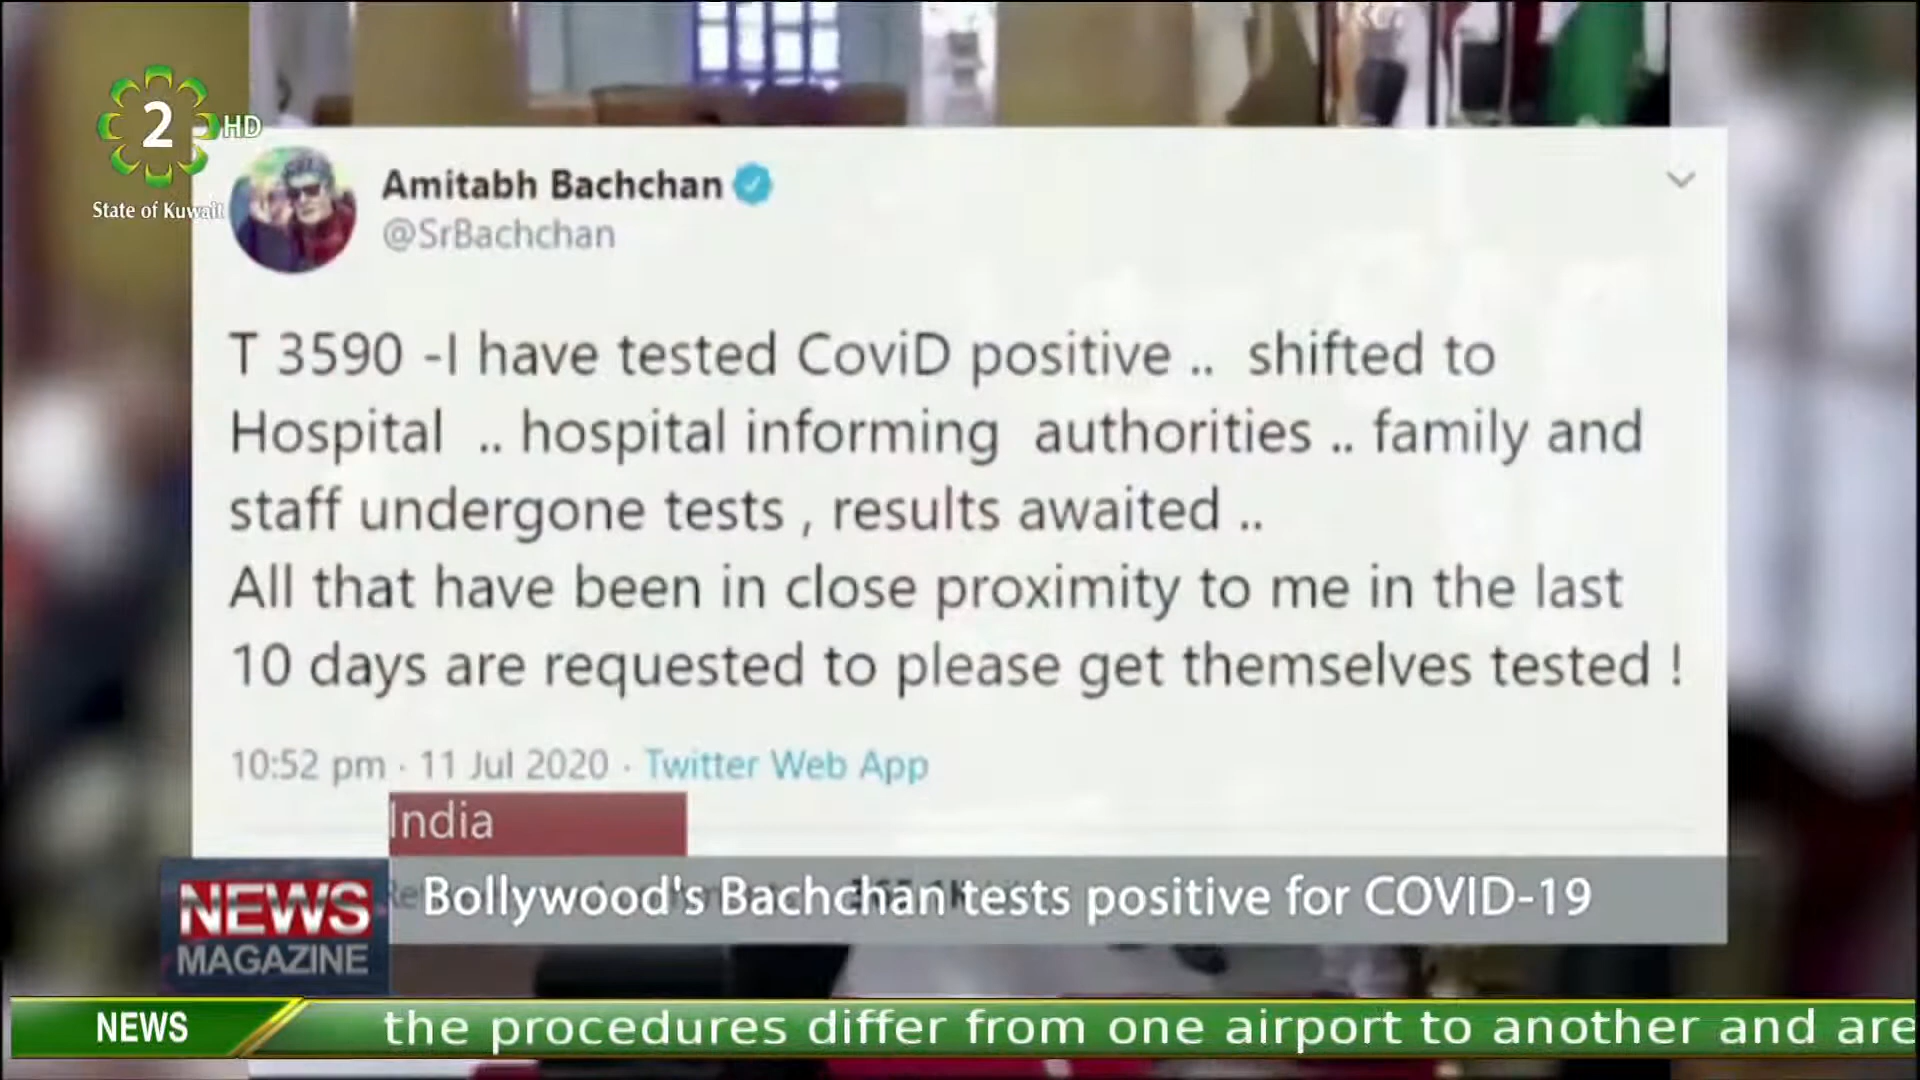 2
HD
State of Kuwait
Amitabh Bachchan
@SrBachchan
T 3590 -I have tested CoviD positive .. shifted to
Hospital .. hospital informing authorities .. family and
staff undergone tests , results awaited ..
All that have been in close proximity to me in the last
10 days are requested to please get themselves tested !
10:52 pm · 11 Jul 2020 · Twitter Web App
India
NEWS
MAGAZINE
Bollywood's Bachchan tests positive for COVID-19
NEWS
the procedures differ from one airport to another and are